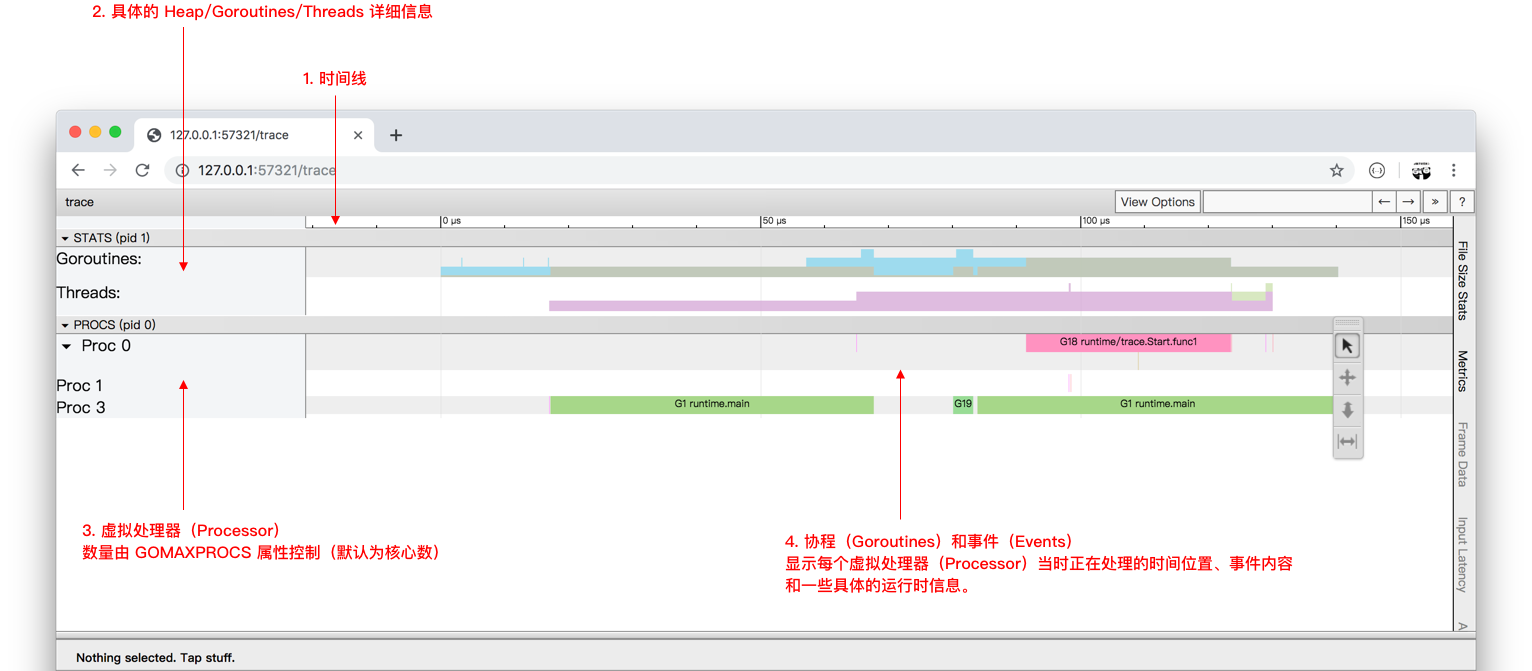 2. 具体的 Heap/Goroutines/Threads 详细信息
1. 时间线
127.0.0.1:57321/trace
127.0.0.1:57321/trace
trace
View Options
←
→
»
?
0 μs
50 μs
100 μs
150 μs
STATS (pid 1)
Goroutines:
Threads:
PROCS (pid 0)
Proc 0
G18 runtime/trace.Start.func1
Proc 1
Proc 3
G1 runtime.main
G19
G1 runtime.main
File Size Stats
Metrics
Frame Data
Input Latency
A
3. 虚拟处理器（Processor）
数量由 GOMAXPROCS 属性控制（默认为核心数）
4. 协程（Goroutines）和事件（Events）
显示每个虚拟处理器（Processor）当时正在处理的时间位置、事件内容
和一些具体的运行时信息。
Nothing selected. Tap stuff.